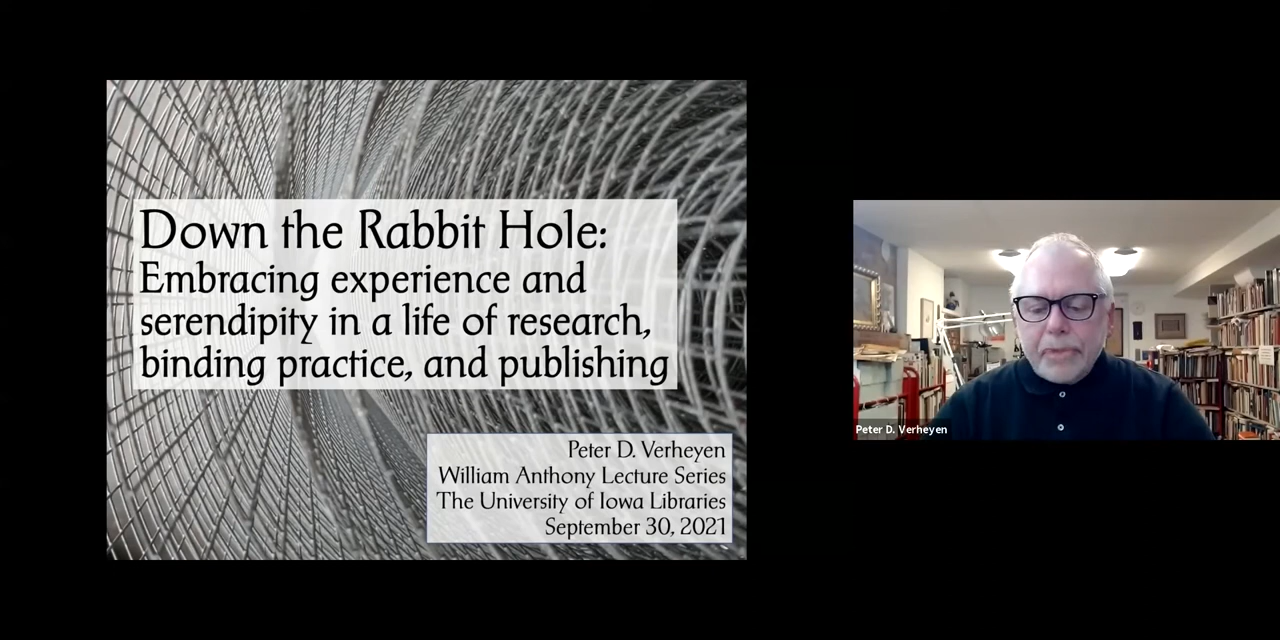 Down the Rabbit Hole:
Embracing experience and
serendipity in a life of research,
binding practice, and publishing
Peter D. Verheyen
William Anthony Lecture Series
The University of Iowa Libraries
September 30, 2021
Peter D. Verheyen